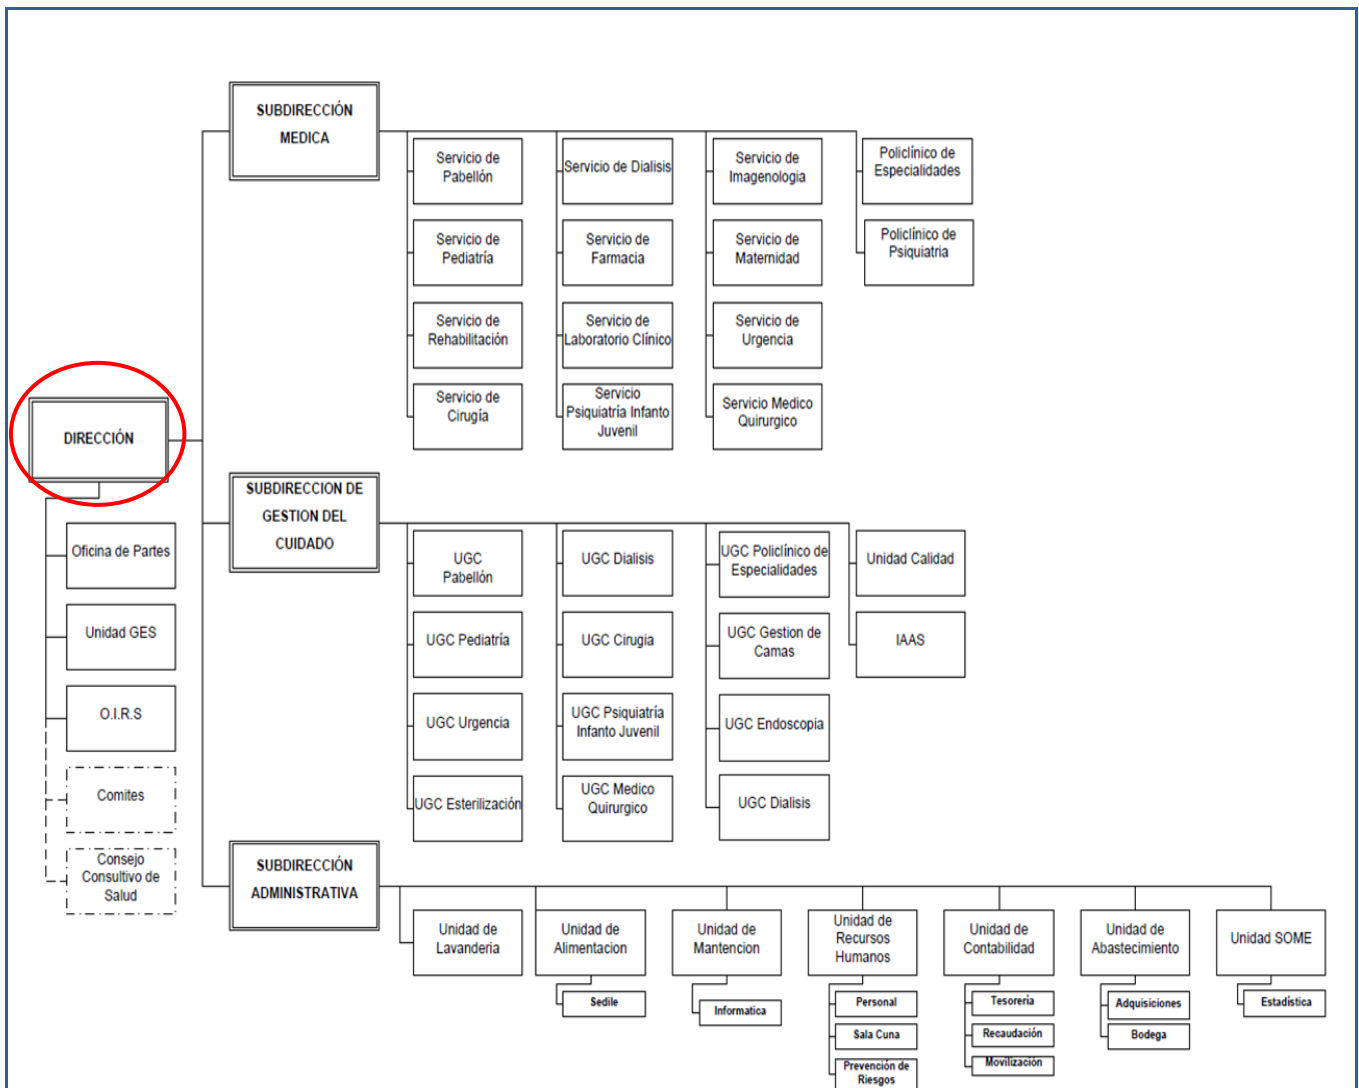 SUBDIRECCIÓN
MEDICA
Servicio de
Pabellón
Servicio de Dialisis
Servicio de
Imagenologia
Policlínico de
Especialidades
Servicio de
Pediatría
Servicio de
Farmacia
Servicio de
Maternidad
Policlínico de
Psiquiatria
Servicio de
Rehabilitación
Servicio de
Laboratorio Clínico
Servicio de
Urgencia
Servicio de
Cirugía
Servicio
Psiquiatría Infanto
Juvenil
Servicio Medico
Quirurgico
DIRECCIÓN
Oficina de Partes
Unidad GES
O.I.R.S
Comites
Consejo
Consultivo de
Salud
SUBDIRECCION DE
GESTION DEL
CUIDADO
UGC
Pabellón
UGC Dialisis
UGC Policlínico de
Especialidades
Unidad Calidad
UGC Pediatría
UGC Cirugia
UGC Gestion de
Camas
IAAS
UGC Urgencia
UGC Psiquiatría
Infanto Juvenil
UGC Endoscopia
UGC Esterilización
UGC Medico
Quirurgico
UGC Dialisis
SUBDIRECCIÓN
ADMINISTRATIVA
Unidad de
Lavanderia
Unidad de
Alimentacion
Unidad de
Mantencion
Unidad de
Recursos
Humanos
Unidad de
Contabilidad
Unidad de
Abastecimiento
Unidad SOME
Sedile
Informatica
Personal
Sala Cuna
Prevención de
Riesgos
Tesorería
Recaudación
Movilización
Adquisiciones
Bodega
Estadística